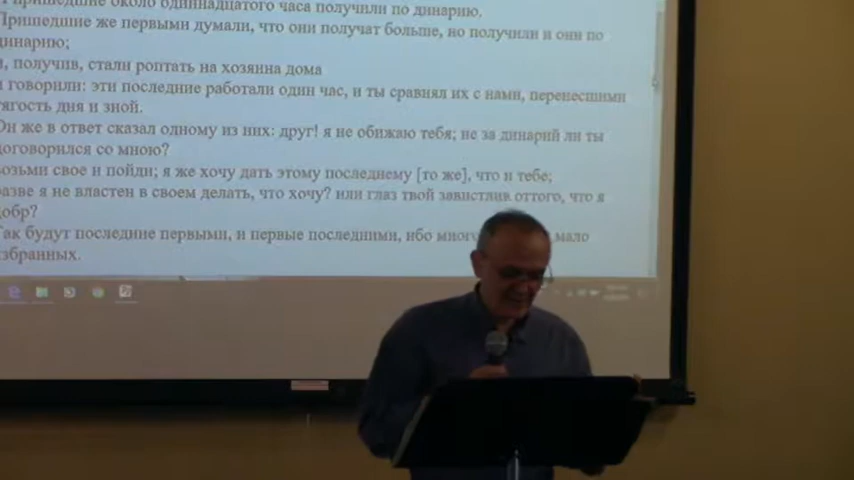 пришедшие около одиннадцатого часа получили по динарию.
Пришедшие же первыми думали, что они получат больше, но получили и они по
динарию;
и, получив, стали роптать на хозяина дома
и говорили: эти последние работали один час, и ты сравнял их с нами, перенесшими
тягость дня и зной.
Он же в ответ сказал одному из них: друг! я не обижаю тебя; не за динарий ли ты
договорился со мною?
возьми свое и пойди; я же хочу дать этому последнему [то же], что и тебе;
разве я не властен в своем делать, что хочу? или глаз твой завистлив оттого, что я
добр?
Так будут последние первыми, и первые последними, ибо много мало
избранных.